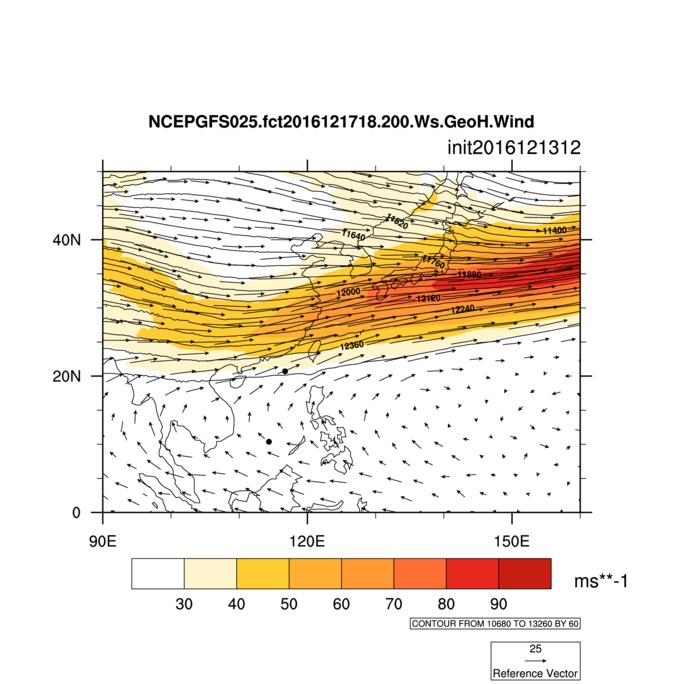 NCEPGFS025.fct2016121718.200.Ws.GeoH.Wind
init2016121312
40N
20N
0
11520
11640
11400
11760
11880
12000
12120
12240
12360
90E 120E 150E
30 40 50 60 70 80 90
ms**-1
CONTOUR FROM 10680 TO 13260 BY 60
25
Reference Vector